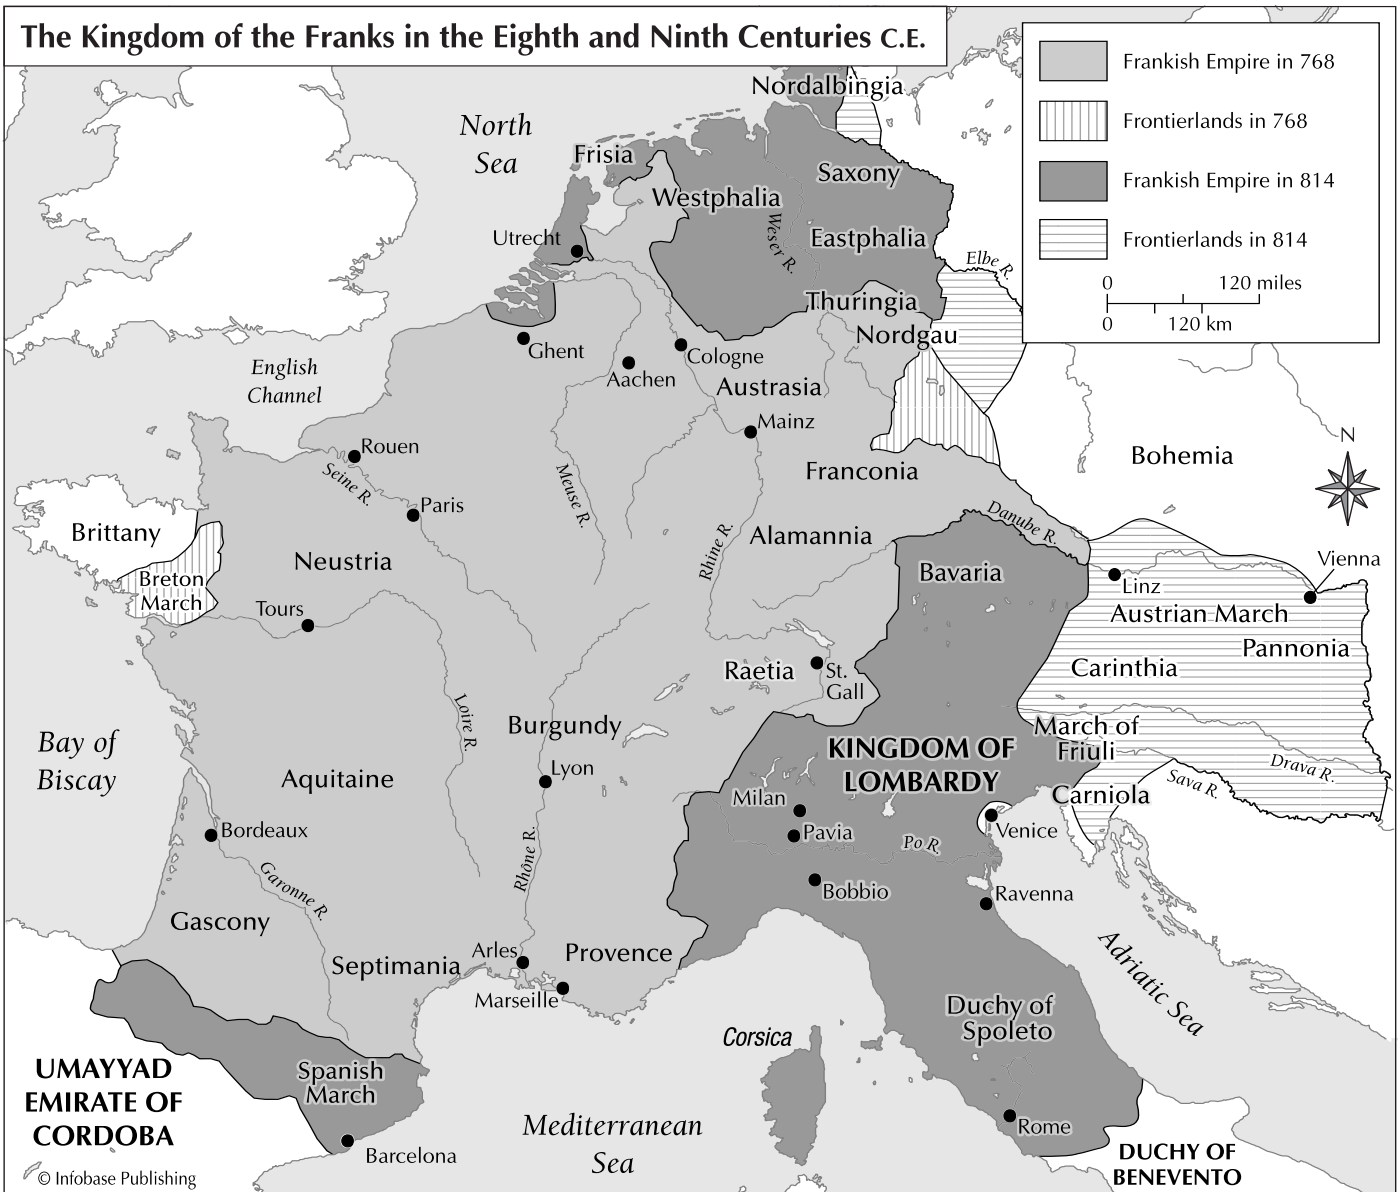 The Kingdom of the Franks in the Eighth and Ninth Centuries C.E.
Frankish Empire in 768
Frontierlands in 768
Frankish Empire in 814
Frontierlands in 814
0 120 miles
0 120 km
Nordalbingia
North
Sea
Frisia
Saxony
Westphalia
Weser R.
Utrecht
Eastphalia
Elbe R.
Thuringia
Nordgau
Ghent
Cologne
Aachen
English
Channel
Austrasia
Mainz
N
Rouen
Seine R.
Bohemia
Franconia
Meuse R.
Paris
Danube R.
Brittany
Neustria
Rhine R.
Alamannia
Vienna
Breton
March
Bavaria
Linz
Tours
Austrian March
Pannonia
Carinthia
Raetia
St.
Gall
Loire R.
Burgundy
March of
Friuli
Bay of
Biscay
KINGDOM OF
LOMBARDY
Drava R.
Sava R.
Aquitaine
Lyon
Milan
Carniola
Bordeaux
Pavia
Venice
Rhône R.
Po R.
Garonne R.
Bobbio
Ravenna
Gascony
Arles
Provence
Septimania
Adriatic Sea
Marseille
Duchy of
Spoleto
Corsica
UMAYYAD
EMIRATE OF
CORDOBA
Spanish
March
Mediterranean
Sea
Rome
Barcelona
DUCHY OF
BENEVENTO
© Infobase Publishing